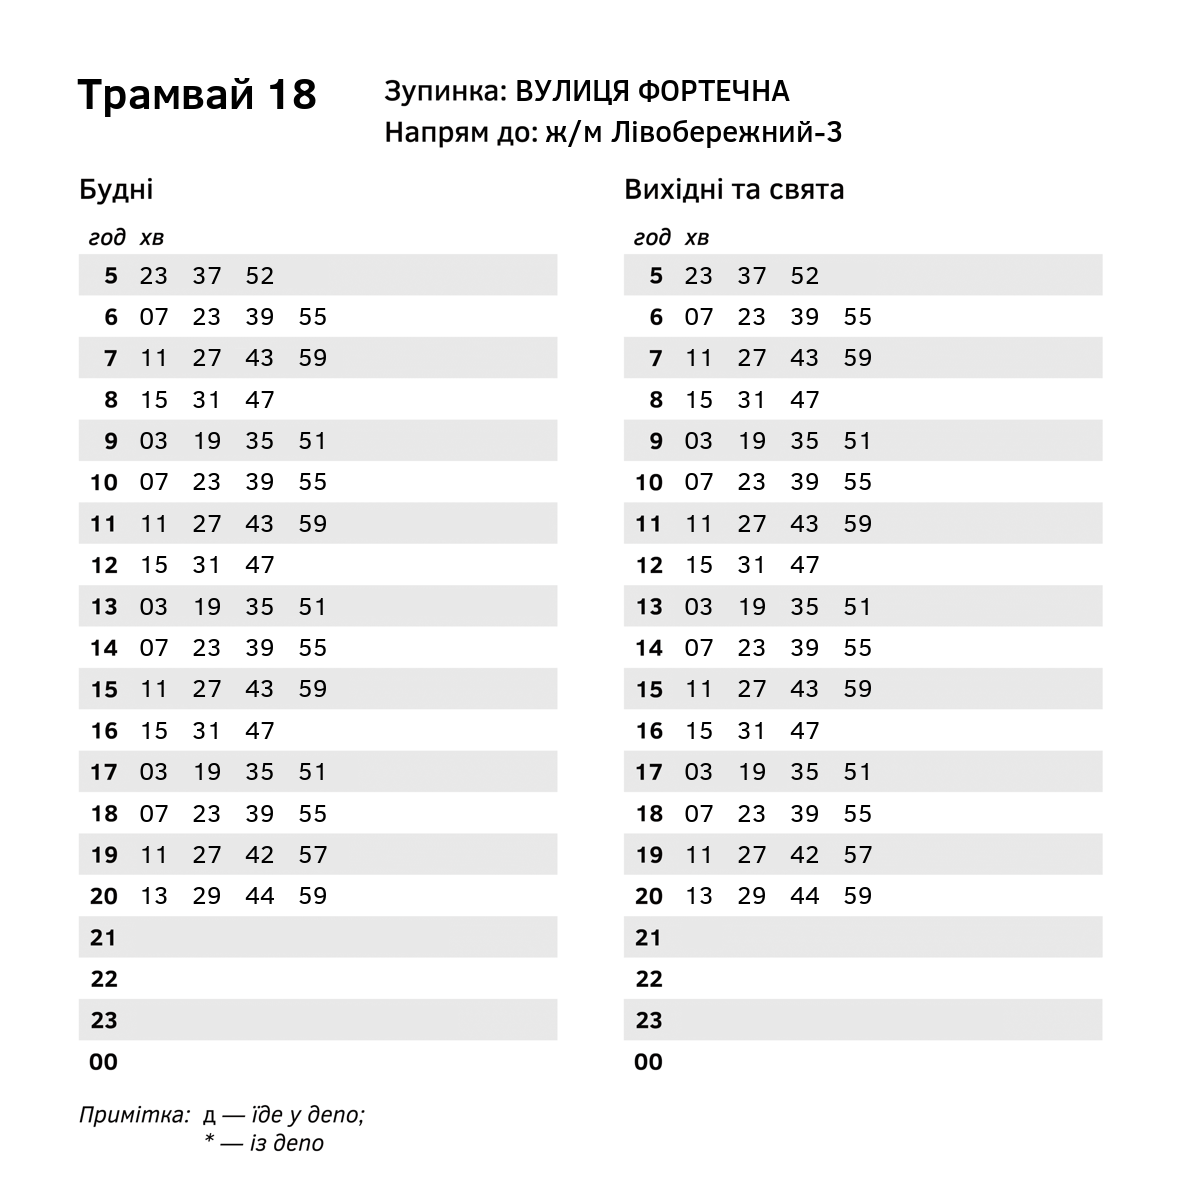 Трамвай 18
Зупинка: ВУЛИЦЯ ФОРТЕЧНА
Напрям до: ж/м Лівобережний-3
Будні
год хв
5 23 37 52
6 07 23 39 55
7 11 27 43 59
8 15 31 47
9 03 19 35 51
10 07 23 39 55
11 11 27 43 59
12 15 31 47
13 03 19 35 51
14 07 23 39 55
15 11 27 43 59
16 15 31 47
17 03 19 35 51
18 07 23 39 55
19 11 27 42 57
20 13 29 44 59
21
22
23
00
Вихідні та свята
год хв
5 23 37 52
6 07 23 39 55
7 11 27 43 59
8 15 31 47
9 03 19 35 51
10 07 23 39 55
11 11 27 43 59
12 15 31 47
13 03 19 35 51
14 07 23 39 55
15 11 27 43 59
16 15 31 47
17 03 19 35 51
18 07 23 39 55
19 11 27 42 57
20 13 29 44 59
21
22
23
00
Примітка: д — їде у депо;
* — із депо